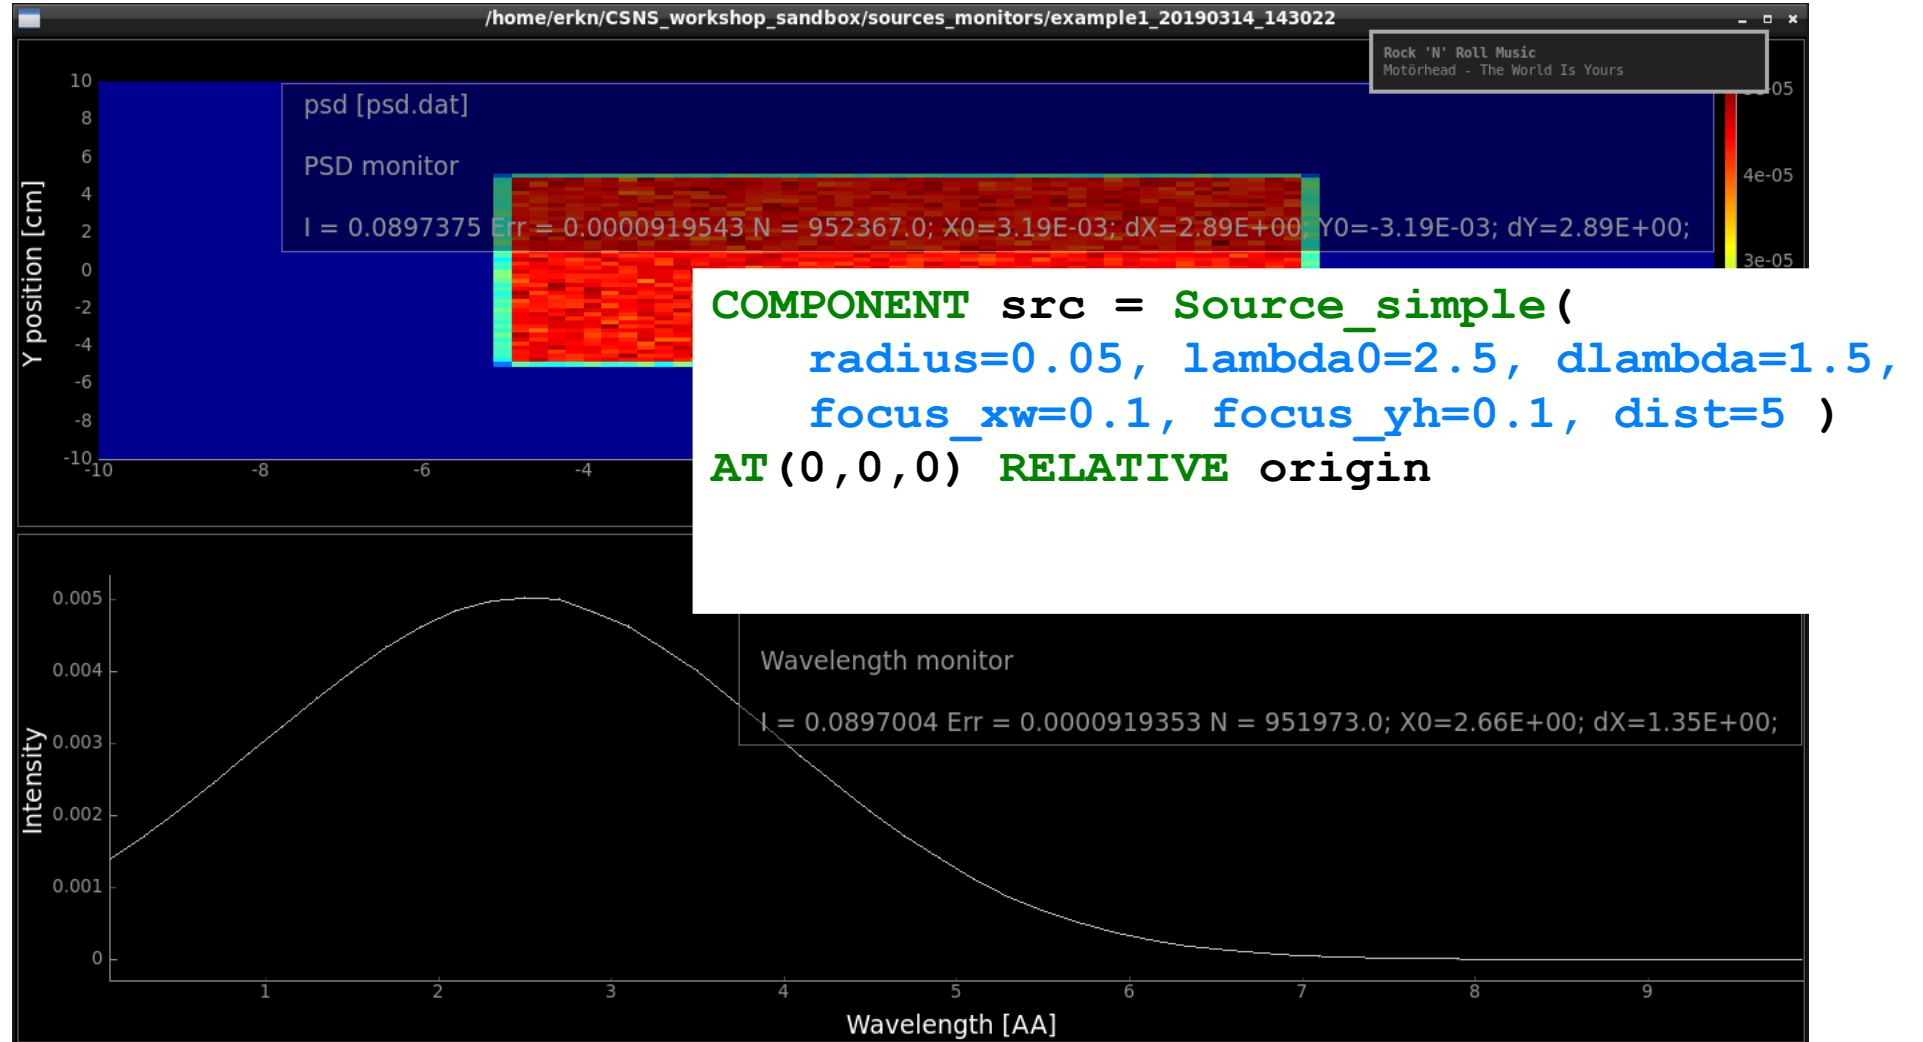 /home/erkn/CSNS_workshop_sandbox/sources_monitors/example1_20190314_143022
Rock 'N' Roll Music
Motörhead - The World Is Yours
psd [psd.dat]
PSD monitor
I = 0.0897375 Err = 0.0000919543 N = 952367.0; X0=3.19E-03; dX=2.89E+00; Y0=-3.19E-03; dY=2.89E+00;
Y position [cm]
10
8
6
4
2
0
-2
-4
-6
-8
-10
-10 -8 -6 -4
4e-05
3e-05
COMPONENT src = Source_simple(
radius=0.05, lambda0=2.5, dlambda=1.5,
focus_xw=0.1, focus_yh=0.1, dist=5 )
AT(0,0,0) RELATIVE origin
Wavelength monitor
I = 0.0897004 Err = 0.0000919353 N = 951973.0; X0=2.66E+00; dX=1.35E+00;
Intensity
0.005
0.004
0.003
0.002
0.001
0
1 2 3 4 5 6 7 8 9
Wavelength [AA]